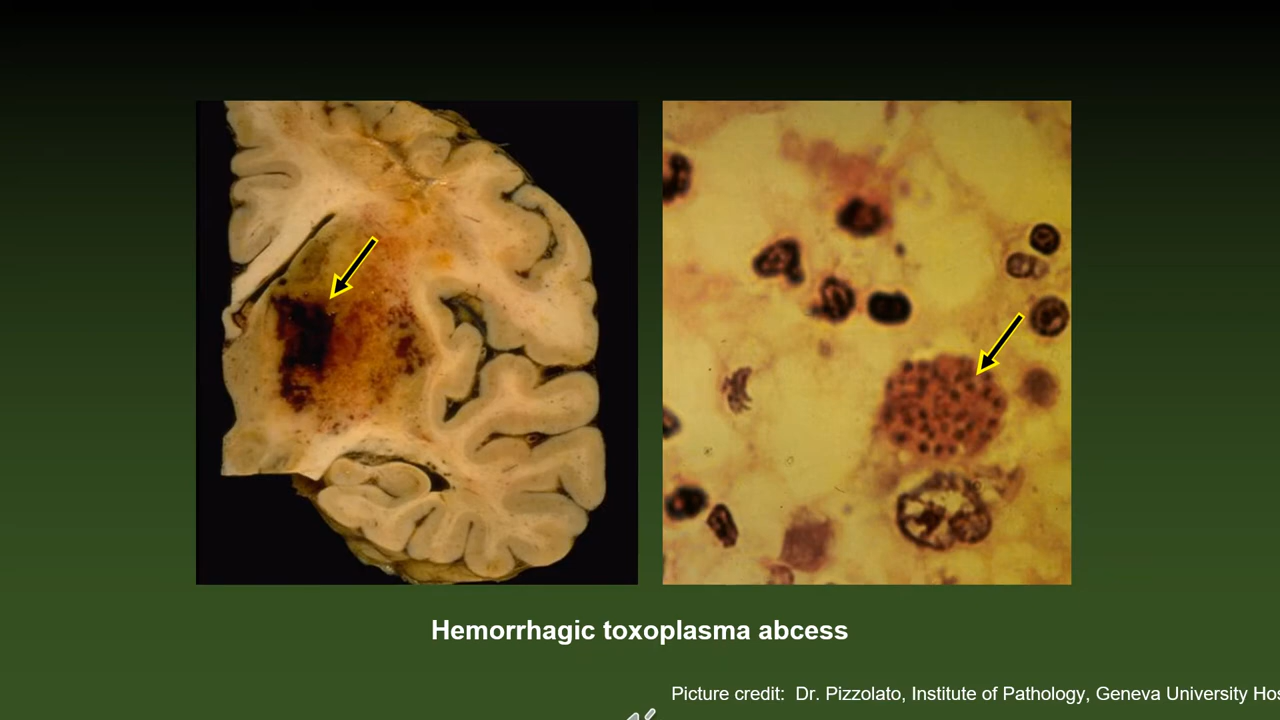 Hemorrhagic toxoplasma abcess
Picture credit:  Dr. Pizzolato, Institute of Pathology, Geneva University